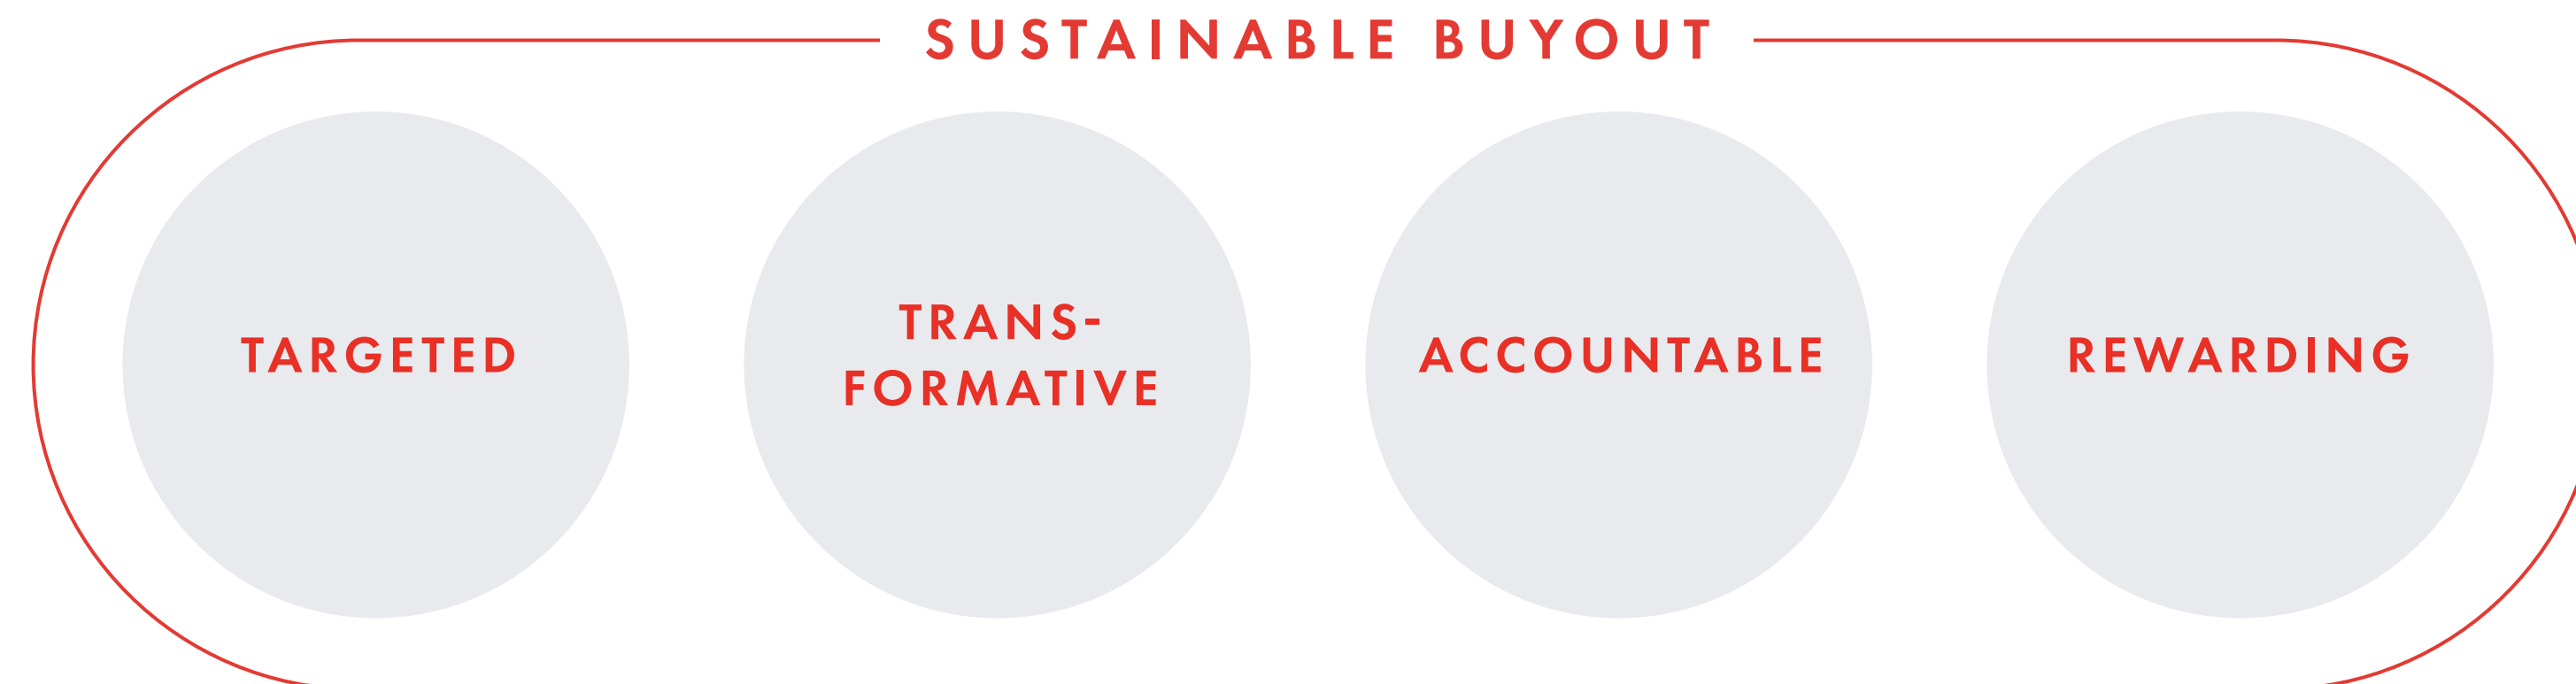 SUSTAINABLE BUYOUT
TARGETED
TRANS-
FORMATIVE
ACCOUNTABLE
REWARDING